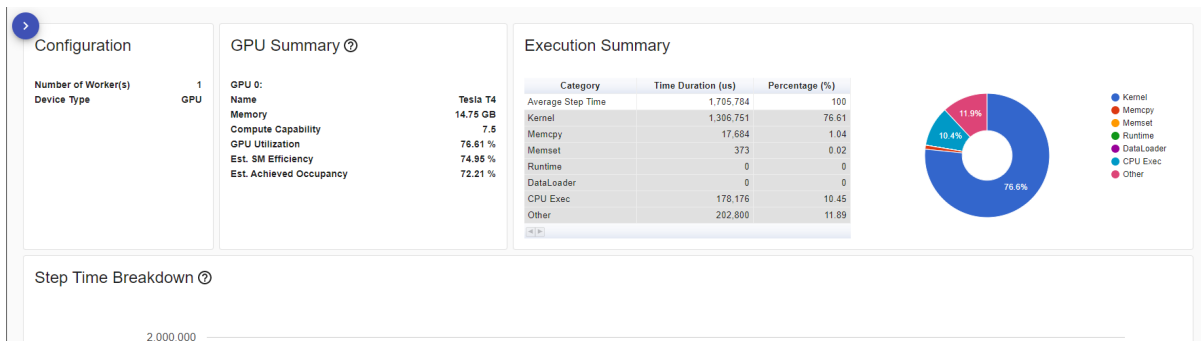 Configuration
Number of Worker(s) 1
Device Type GPU
GPU Summary
GPU 0:
Name Tesla T4
Memory 14.75 GB
Compute Capability 7.5
GPU Utilization 76.61 %
Est. SM Efficiency 74.95 %
Est. Achieved Occupancy 72.21 %
Execution Summary
Category Time Duration (us) Percentage (%)
Average Step Time 1,705,784 100
Kernel 1,306,751 76.61
Memcpy 17,684 1.04
Memset 373 0.02
Runtime 0 0
DataLoader 0 0
CPU Exec 178,176 10.45
Other 202,800 11.89
11.9%
10.4%
76.6%
Kernel
Memcpy
Memset
Runtime
DataLoader
CPU Exec
Other
Step Time Breakdown
2,000,000